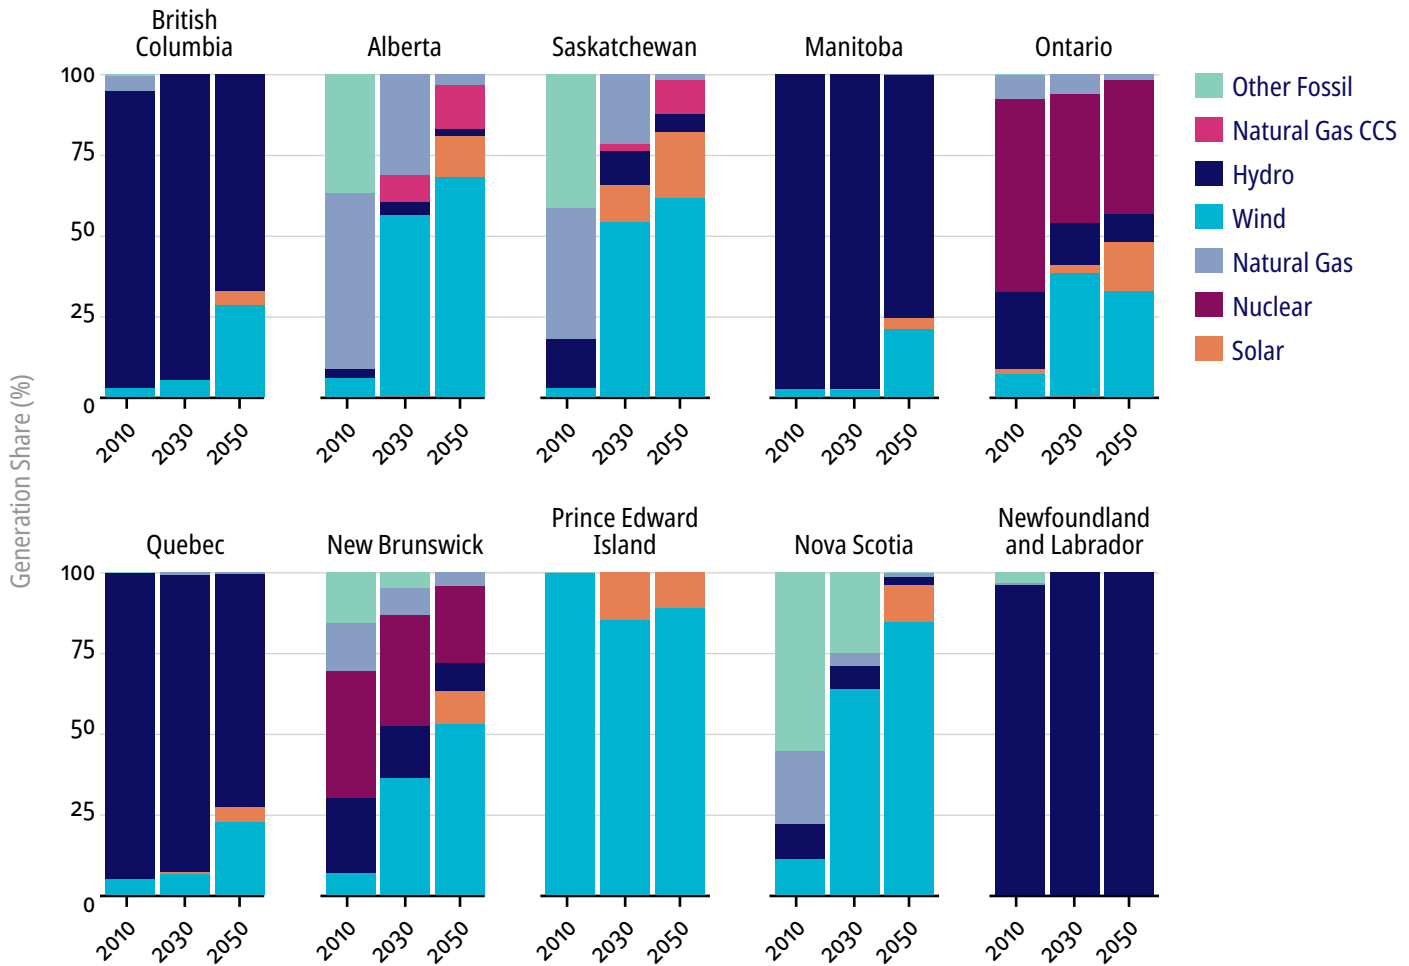 British
Columbia
Alberta
Saskatchewan
Manitoba
Ontario
100
75
50
25
0
2010
2030
2050
2010
2030
2050
2010
2030
2050
2010
2030
2050
2010
2030
2050
Other Fossil
Natural Gas CCS
Hydro
Wind
Natural Gas
Nuclear
Solar
Generation Share (%)
Quebec
New Brunswick
Prince Edward
Island
Nova Scotia
Newfoundland
and Labrador
100
75
50
25
0
2010
2030
2050
2010
2030
2050
2010
2030
2050
2010
2030
2050
2010
2030
2050